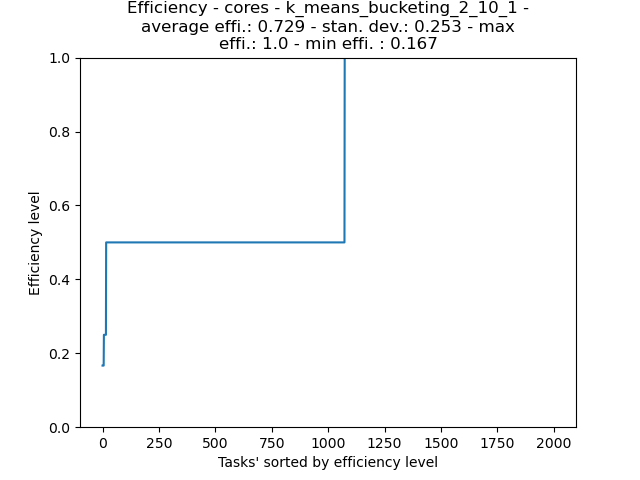 Efficiency - cores - k_means_bucketing_2_10_1 -
average effi.: 0.729 - stan. dev.: 0.253 - max
effi.: 1.0 - min effi. : 0.167
1.0
0.8
0.6
0.4
0.2
0.0
Efficiency level
0 250 500 750 1000 1250 1500 1750 2000
Tasks' sorted by efficiency level